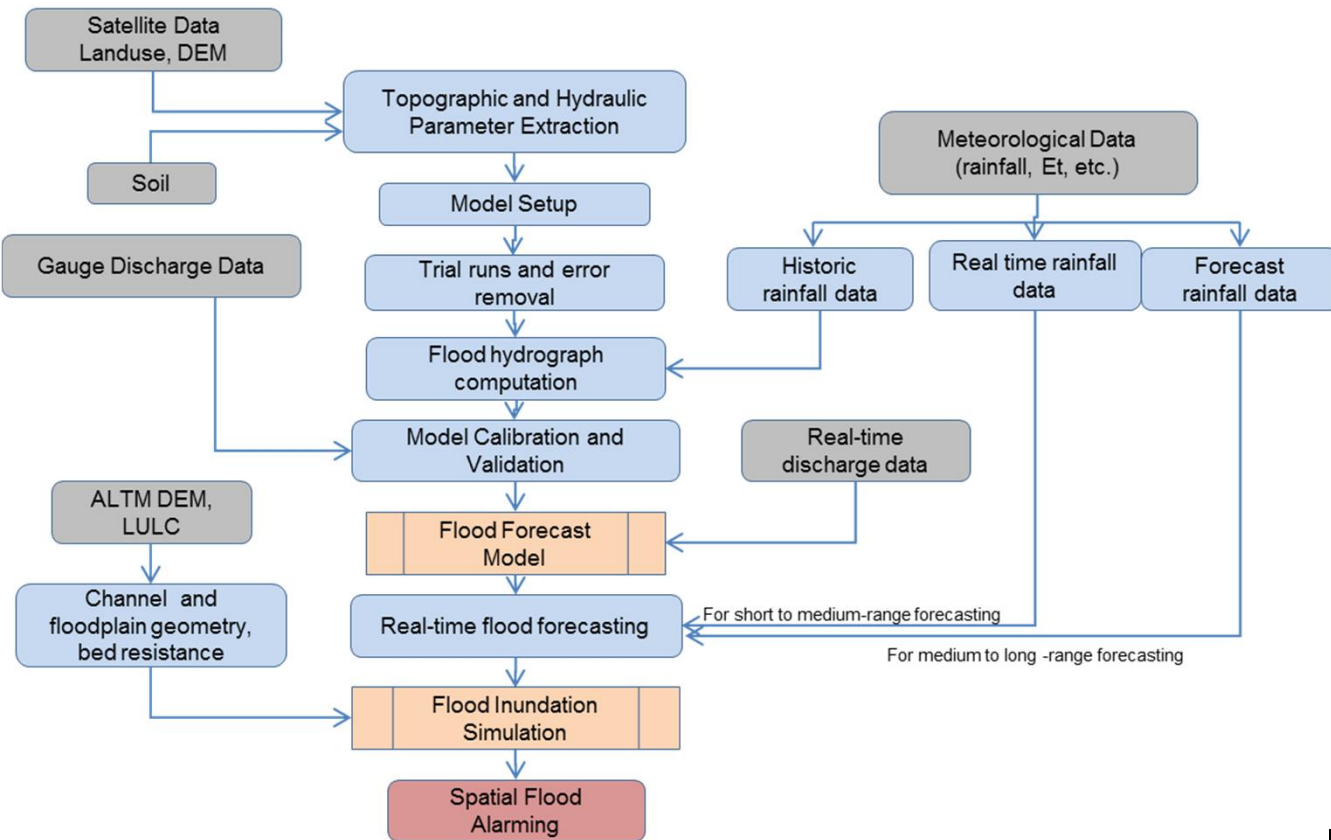 Satellite Data
Landuse, DEM
Topographic and Hydraulic
Parameter Extraction
Meteorological Data
(rainfall, Et, etc.)
Soil
Model Setup
Gauge Discharge Data
Trial runs and error
removal
Historic
rainfall data
Real time rainfall
data
Forecast
rainfall data
Flood hydrograph
computation
Model Calibration and
Validation
Real-time
discharge data
ALTM DEM,
LULC
Flood Forecast
Model
Channel and
floodplain geometry,
bed resistance
Real-time flood forecasting
For short to medium-range forecasting
For medium to long -range forecasting
Flood Inundation
Simulation
Spatial Flood
Alarming